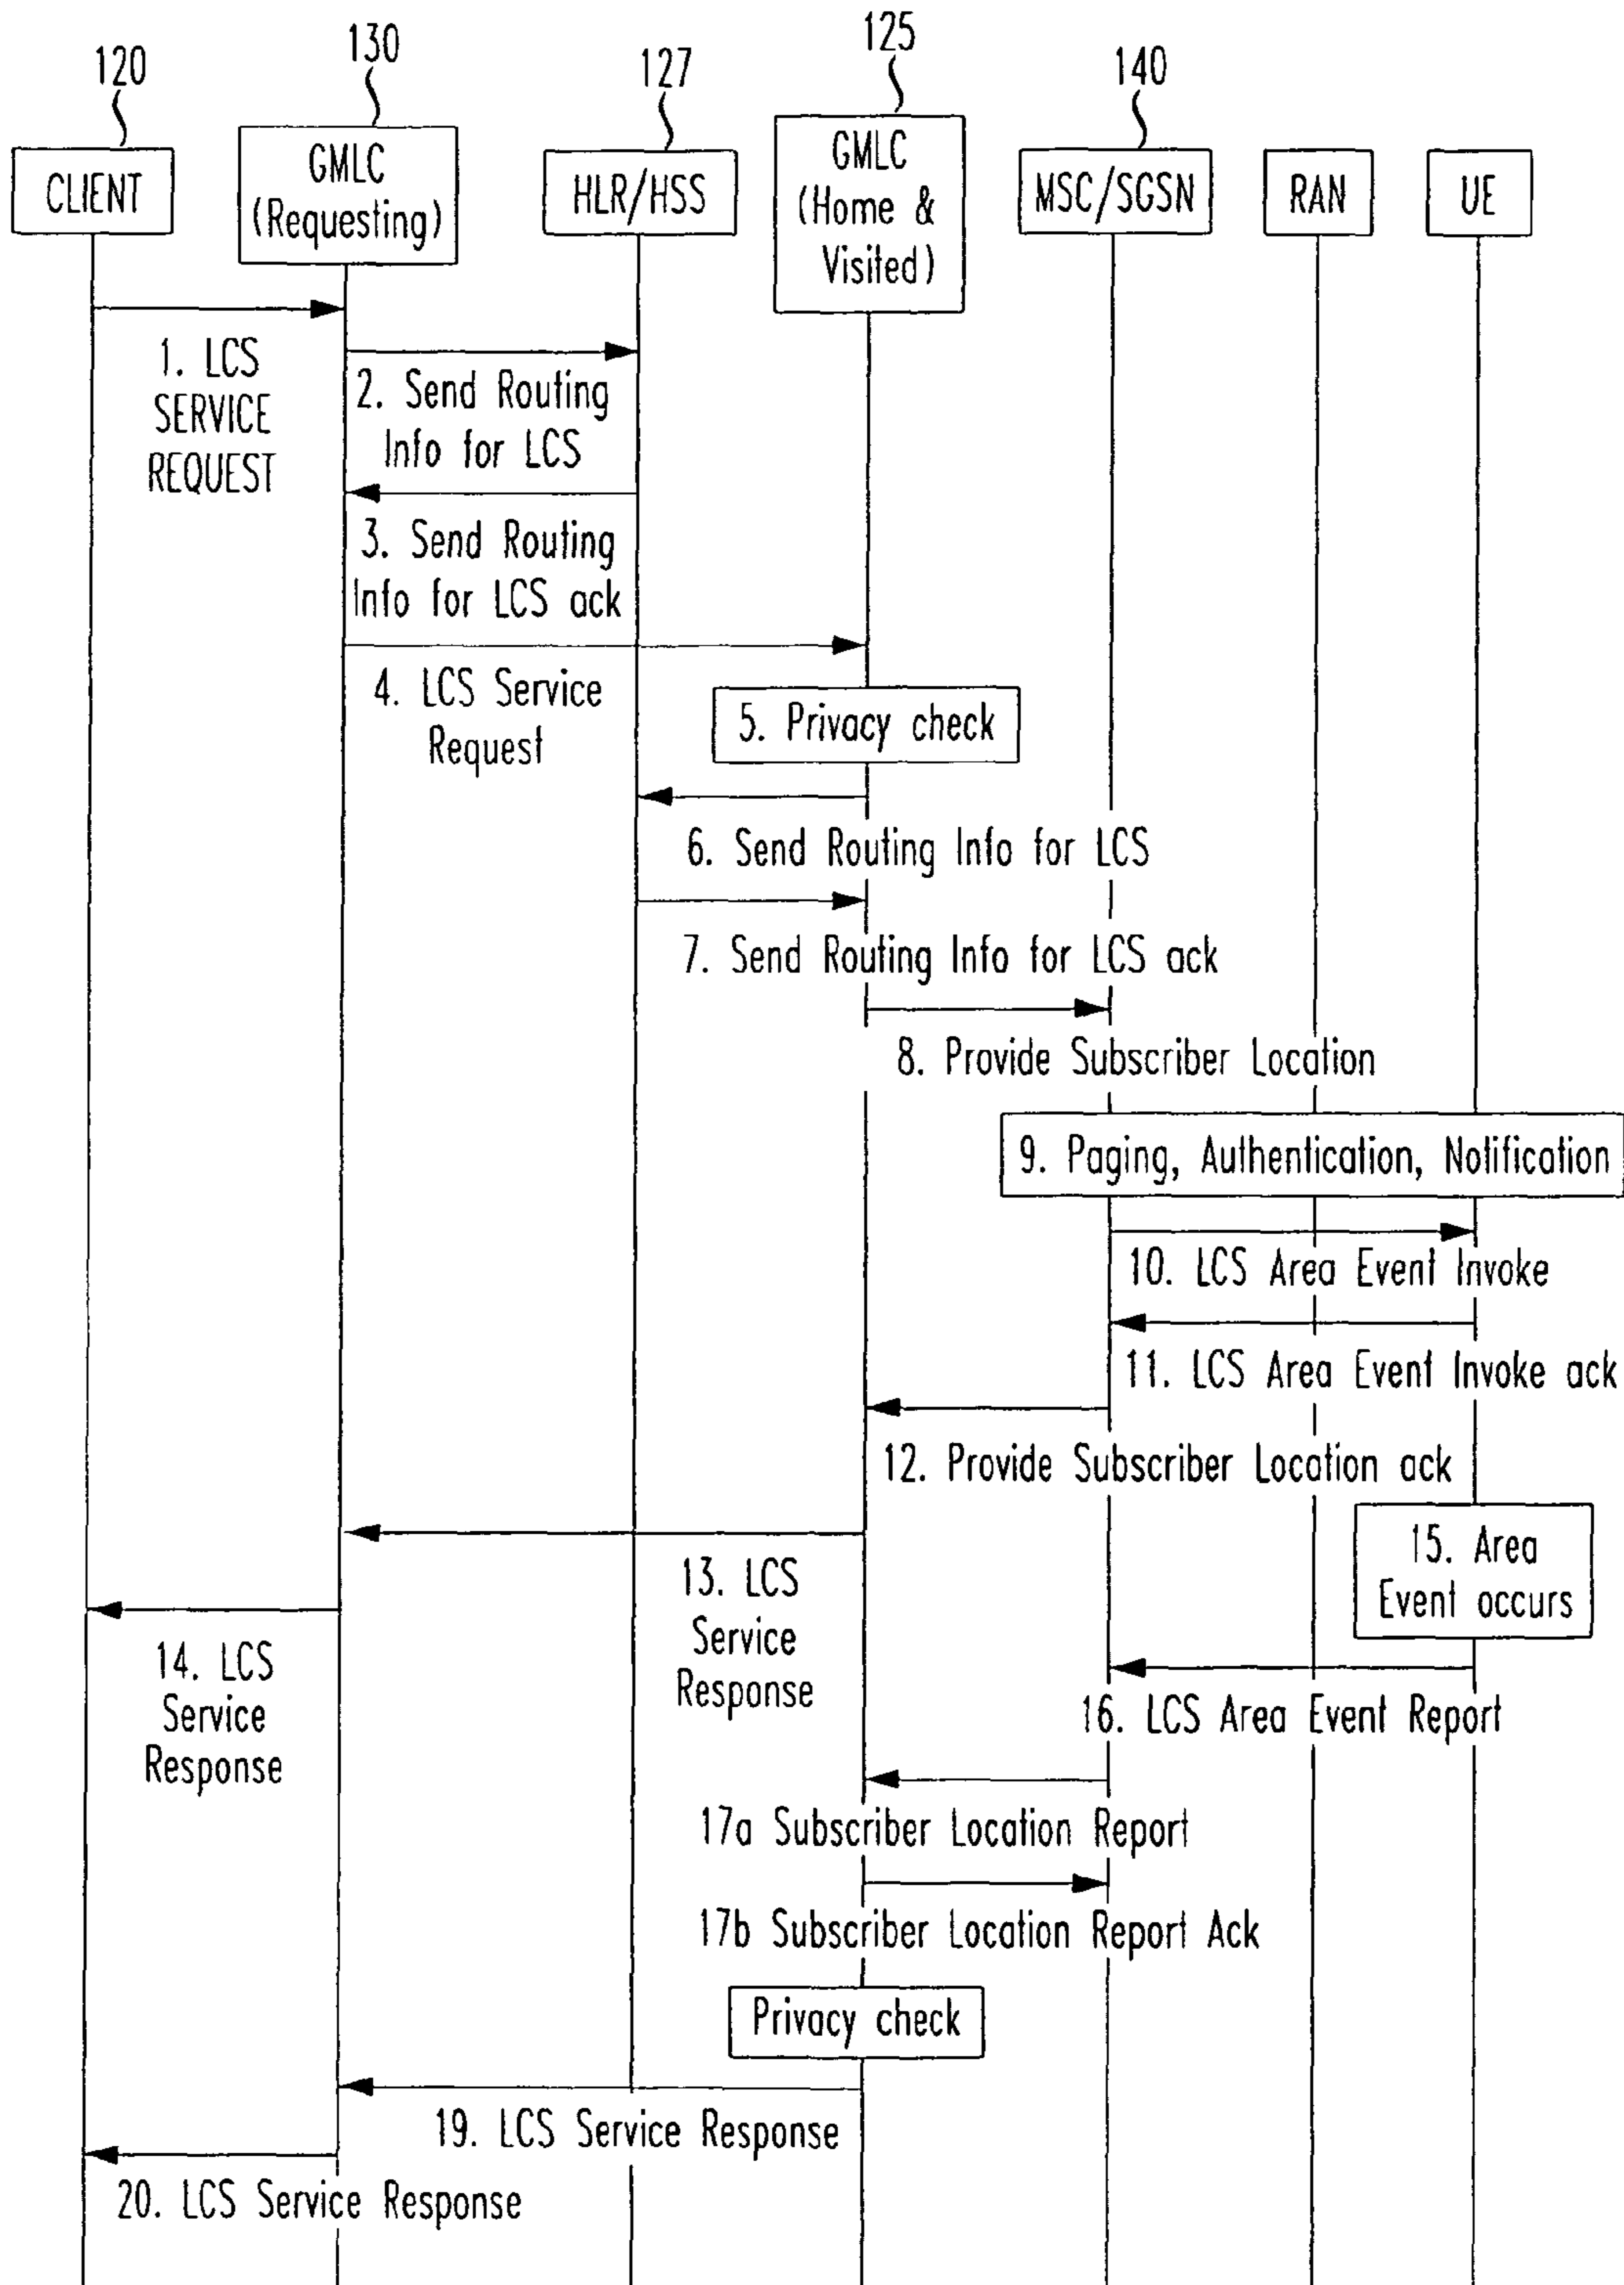 120
130
127
125
140
CLIENT
GMLC
(Requesting)
HLR/HSS
GMLC
(Home &
Visited)
MSC/SGSN
RAN
UE
1. LCS
SERVICE
REQUEST
2. Send Routing
Info for LCS
3. Send Routing
Info for LCS ack
4. LCS Service
Request
5. Privacy check
6. Send Routing Info for LCS
7. Send Routing Info for LCS ack
8. Provide Subscriber Location
9. Paging, Authentication, Notification
10. LCS Area Event Invoke
11. LCS Area Event Invoke ack
12. Provide Subscriber Location ack
13. LCS
Service
Response
14. LCS
Service
Response
15. Area
Event occurs
16. LCS Area Event Report
17a Subscriber Location Report
17b Subscriber Location Report Ack
Privacy check
19. LCS Service Response
20. LCS Service Response